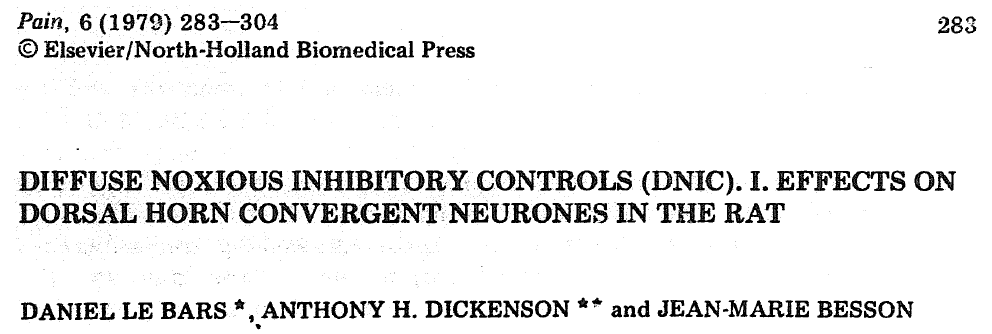 Pain, 6 (1979) 283—304
283
© Elsevier/North-Holland Biomedical Press
DIFFUSE NOXIOUS INHIBITORY CONTROLS (DNIC). I. EFFECTS ON
DORSAL HORN CONVERGENT NEURONES IN THE RAT
DANIEL LE BARS *, ANTHONY H. DICKENSON ** and JEAN-MARIE BESSON